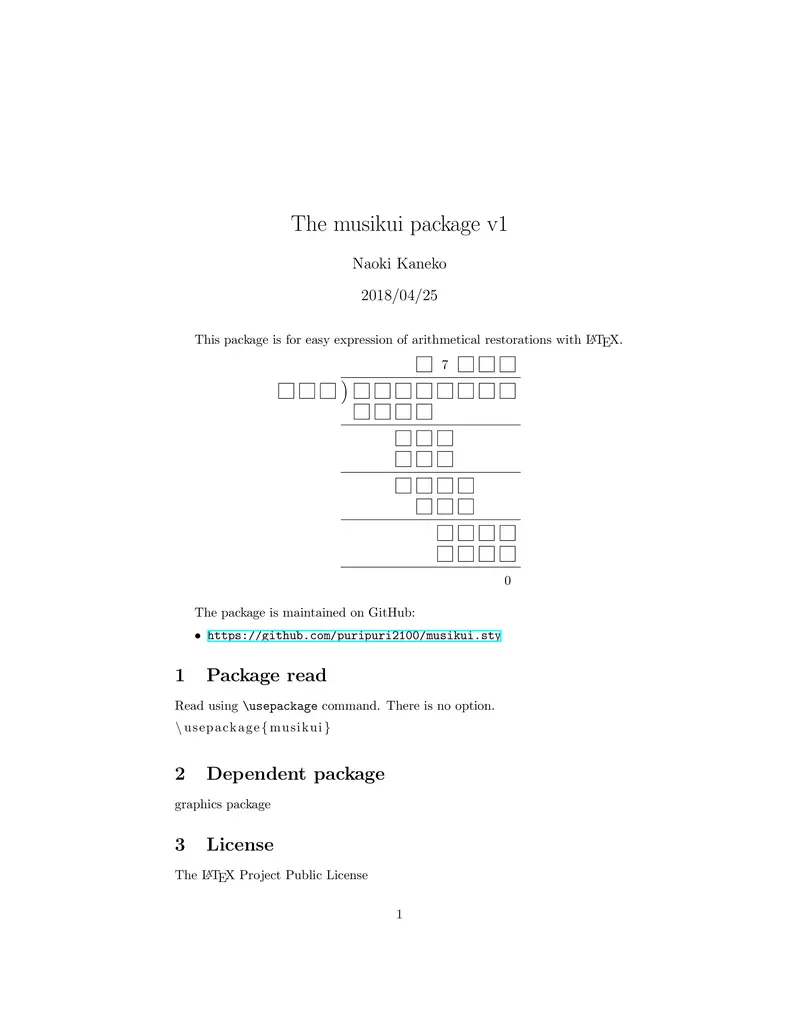 The musikui package v1
Naoki Kaneko
2018/04/25
This package is for easy expression of arithmetical restorations with LATEX.
□ 7 □ □ □
□ □ □ ) □ □ □ □ □ □ □ □
□ □ □ □
□ □ □
□ □ □
□ □ □ □
□ □ □
□ □ □ □
□ □ □ □
0
The package is maintained on GitHub:
• https://github.com/puripuri2100/musikui.sty
1 Package read
Read using \usepackage command. There is no option.
\usepackage{musikui}
2 Dependent package
graphics package
3 License
The LATEX Project Public License
1